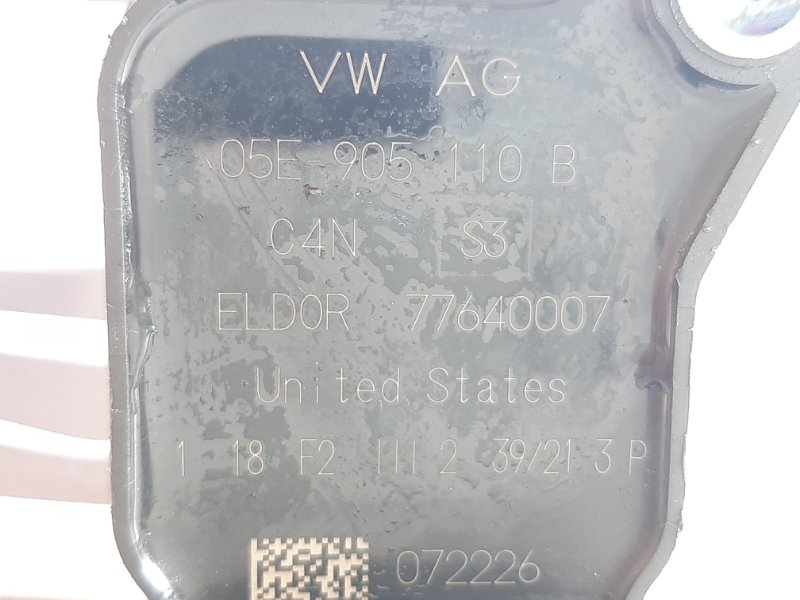 VW AG
05E-905 110 B
C4N S3
ELDOR 77640007
United States
1 18 F2 III 2 39/21 3 P
072226